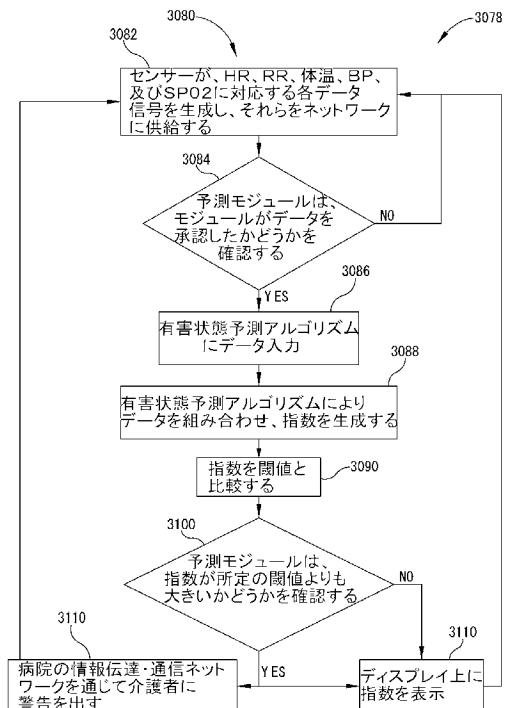 3080
3078
3082
センサーが、HR、RR、体温、BP、
及びSPO2に対応する各データ
信号を生成し、それらをネットワーク
に供給する
3084
予測モジュールは、
モジュールがデータを
承認したかどうかを
確認する
NO
YES
3086
有害状態予測アルゴリズム
にデータ入力
3088
有害状態予測アルゴリズムにより
データを組み合わせ、指数を生成する
指数を閾値と
比較する
3090
3100
予測モジュールは、
指数が所定の閾値よりも
大きいかどうかを確認する
NO
YES
3110
病院の情報伝達・通信ネット
ワークを通じて介護者に
警告を出す
3110
ディスプレイ上に
指数を表示